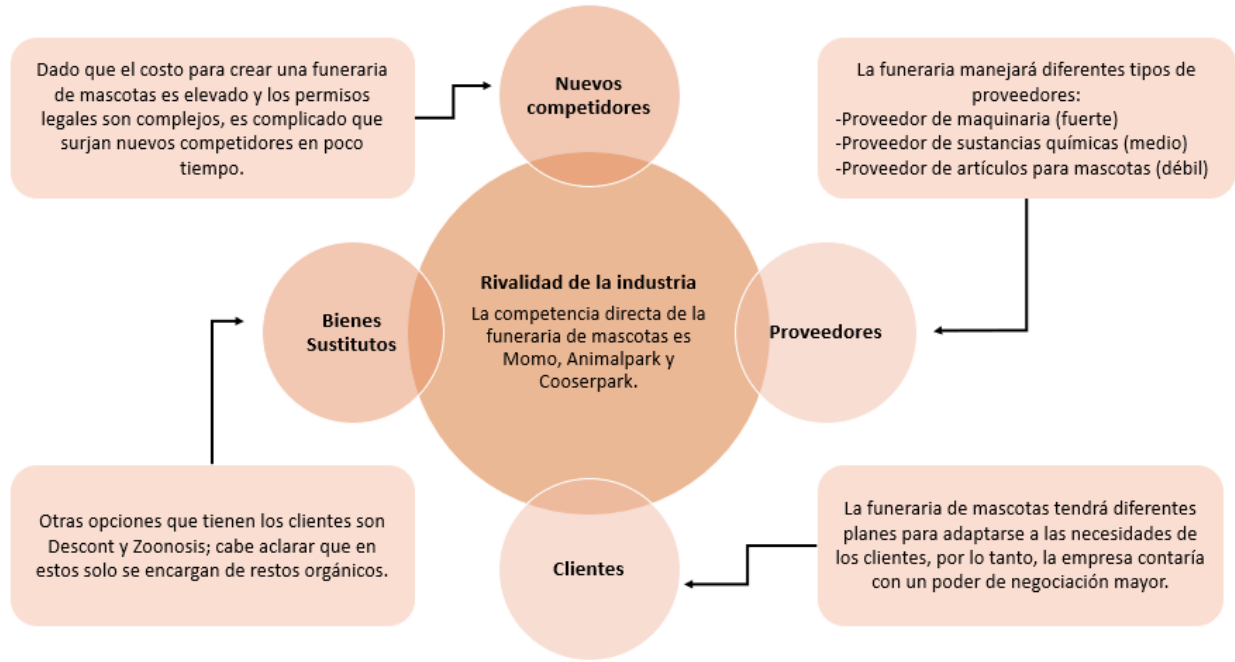 Dado que el costo para crear una funeraria
de mascotas es elevado y los permisos
legales son complejos, es complicado que
surjan nuevos competidores en poco
tiempo.
Nuevos
competidores
La funeraria manejará diferentes tipos de
proveedores:
-Proveedor de maquinaria (fuerte)
-Proveedor de sustancias químicas (medio)
-Proveedor de artículos para mascotas (débil)
Bienes
Sustitutos
Rivalidad de la industria
La competencia directa de la
funeraria de mascotas es
Momo, Animalpark y
Cooserpark.
Proveedores
Otras opciones que tienen los clientes son
Descont y Zoonosis; cabe aclarar que en
estos solo se encargan de restos orgánicos.
Clientes
La funeraria de mascotas tendrá diferentes
planes para adaptarse a las necesidades de
los clientes, por lo tanto, la empresa contaría
con un poder de negociación mayor.